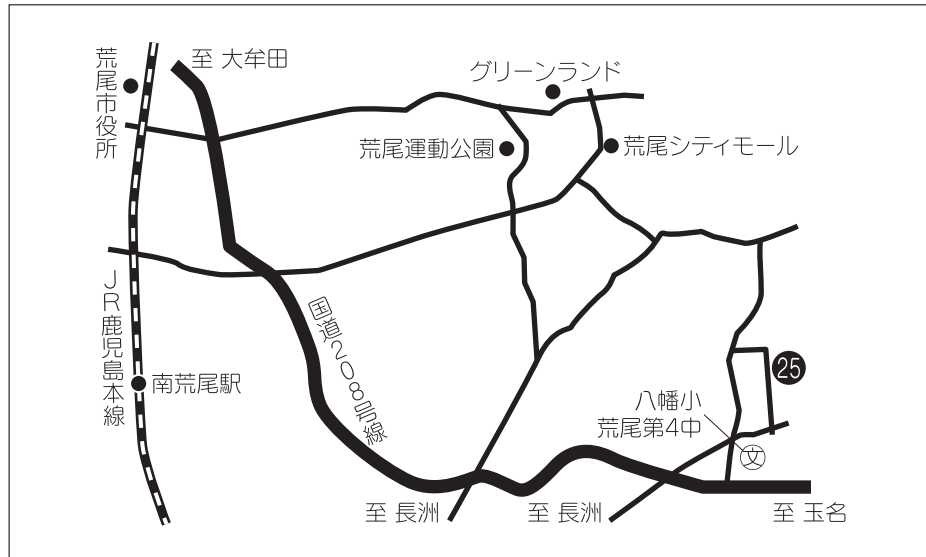 荒尾市役所
至 大牟田
グリーンランド
荒尾運動公園
荒尾シティモール
JR鹿児島本線
国道208号線
南荒尾駅
25
八幡小
荒尾第4中
文
至 長洲
至 長洲
至 玉名